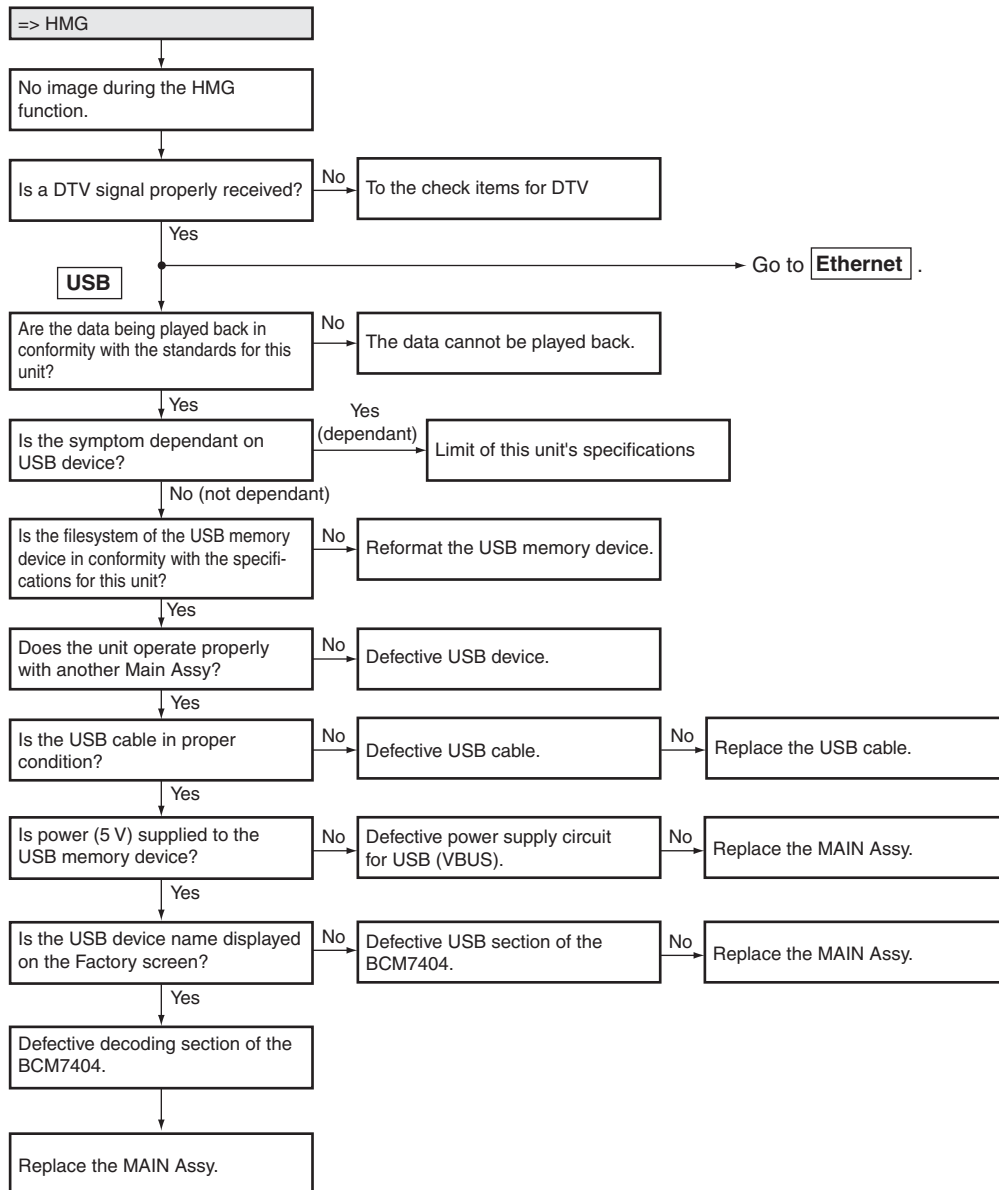 => HMG
No image during the HMG
function.
Is a DTV signal properly received?
No
To the check items for DTV
Yes
Go to Ethernet .
USB
Are the data being played back in
conformity with the standards for this
unit?
No
The data cannot be played back.
Yes
Is the symptom dependant on
USB device?
Yes
(dependant)
Limit of this unit's specifications
No (not dependant)
Is the filesystem of the USB memory
device in conformity with the specifi-
cations for this unit?
No
Reformat the USB memory device.
Yes
Does the unit operate properly
with another Main Assy?
No
Defective USB device.
Yes
Is the USB cable in proper
condition?
No
Defective USB cable.
No
Replace the USB cable.
Yes
Is power (5 V) supplied to the
USB memory device?
No
Defective power supply circuit
for USB (VBUS).
No
Replace the MAIN Assy.
Yes
Is the USB device name displayed
on the Factory screen?
No
Defective USB section of the
BCM7404.
No
Replace the MAIN Assy.
Yes
Defective decoding section of the
BCM7404.
Replace the MAIN Assy.